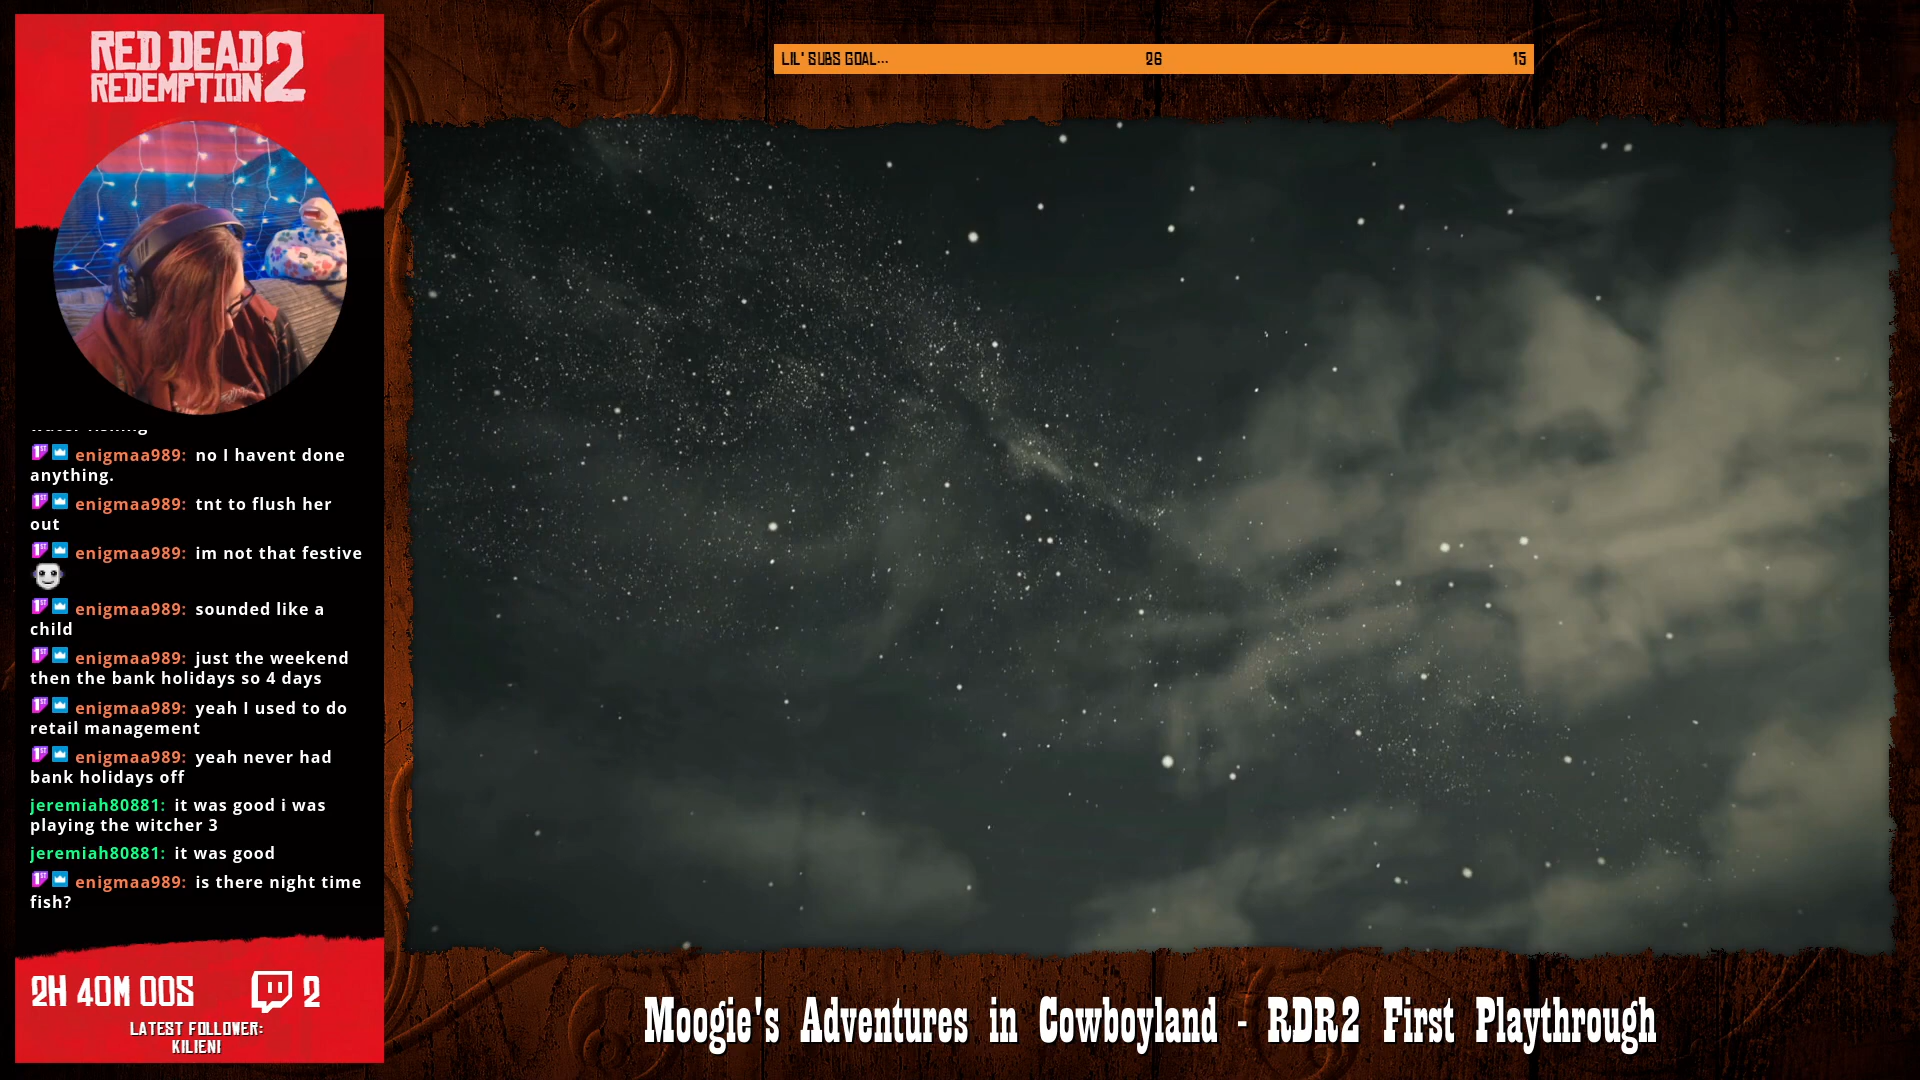 RED DEAD
REDEMPTION 2
LIL' SUBS GOAL... 26 15
enigmaa989: no I havent done
anything.
enigmaa989: tnt to flush her
out
enigmaa989: im not that festive
enigmaa989: sounded like a
child
enigmaa989: just the weekend
then the bank holidays so 4 days
enigmaa989: yeah I used to do
retail management
enigmaa989: yeah never had
bank holidays off
jeremiah80881: it was good i was
playing the witcher 3
jeremiah80881: it was good
enigmaa989: is there night time
fish?
2H 40M 00S 2
LATEST FOLLOWER:
KILIENI
Moogie's Adventures in Cowboyland - RDR2 First Playthrough